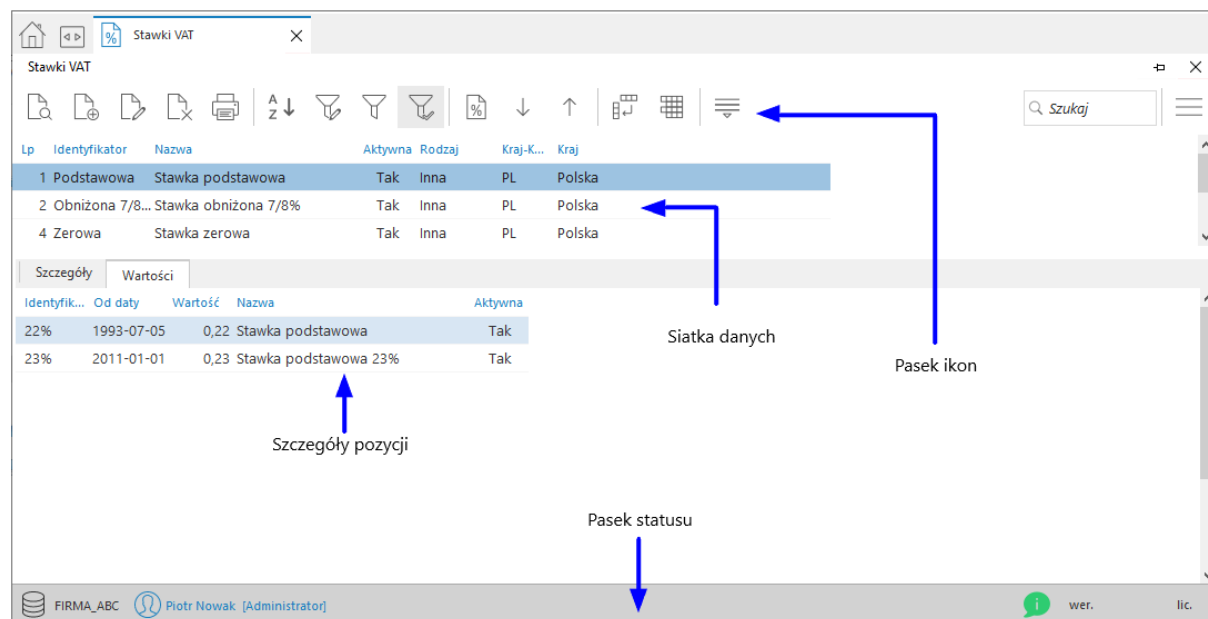 Stawki VAT
Stawki VAT
Szukaj
Lp Identyfikator Nazwa Aktywna Rodzaj Kraj-K... Kraj
1 Podstawowa Stawka podstawowa Tak Inna PL Polska
2 Obniżona 7/8... Stawka obniżona 7/8% Tak Inna PL Polska
4 Zerowa Stawka zerowa Tak Inna PL Polska
Szczegóły Wartości
Identyfik... Od daty Wartość Nazwa Aktywna
22% 1993-07-05 0,22 Stawka podstawowa Tak
23% 2011-01-01 0,23 Stawka podstawowa 23% Tak
Siatka danych
Pasek ikon
Szczegóły pozycji
Pasek statusu
FIRMA_ABC Piotr Nowak [Administrator] wer. lic.